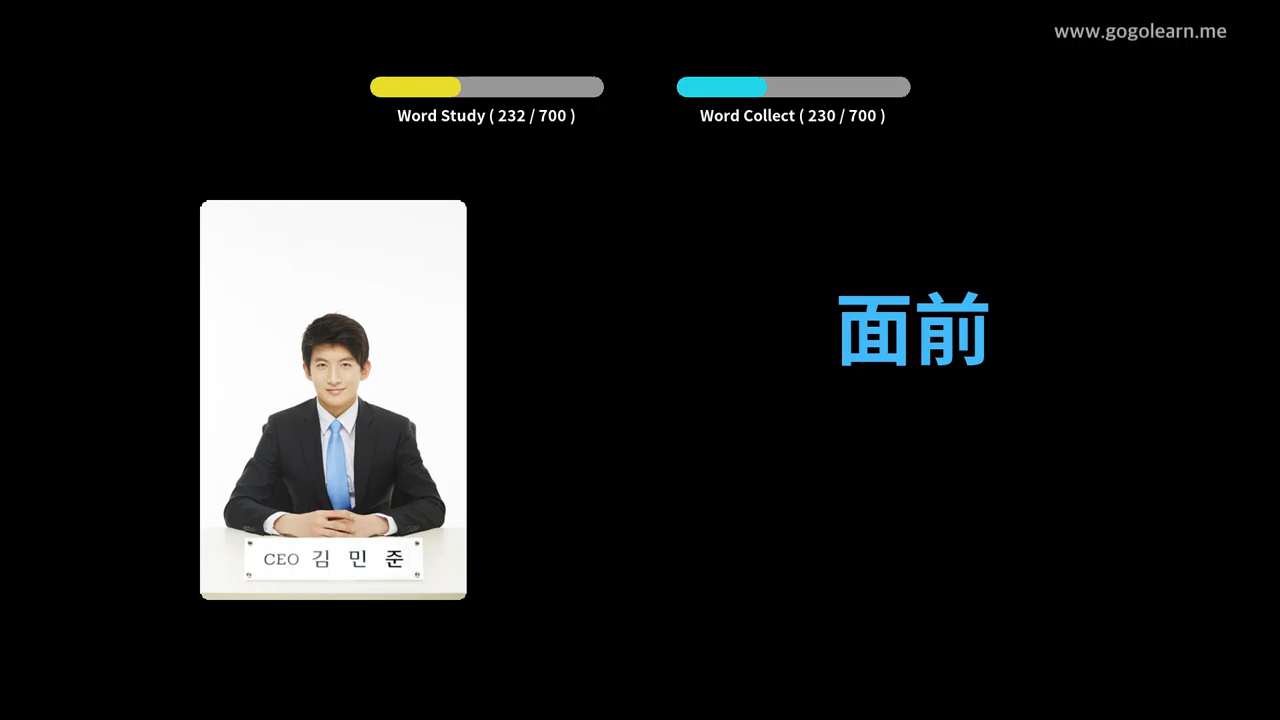 www.gogolearn.me
Word Study ( 232 / 700 )
Word Collect ( 230 / 700 )
面前
CEO 김 민 준